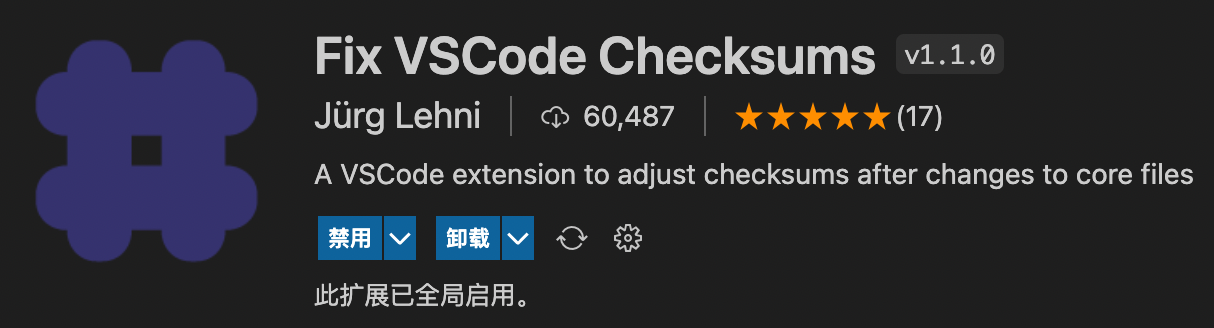 Fix VSCode Checksums v1.1.0
Jürg Lehni 60,487 (17)
A VSCode extension to adjust checksums after changes to core files
禁用 卸载
此扩展已全局启用。